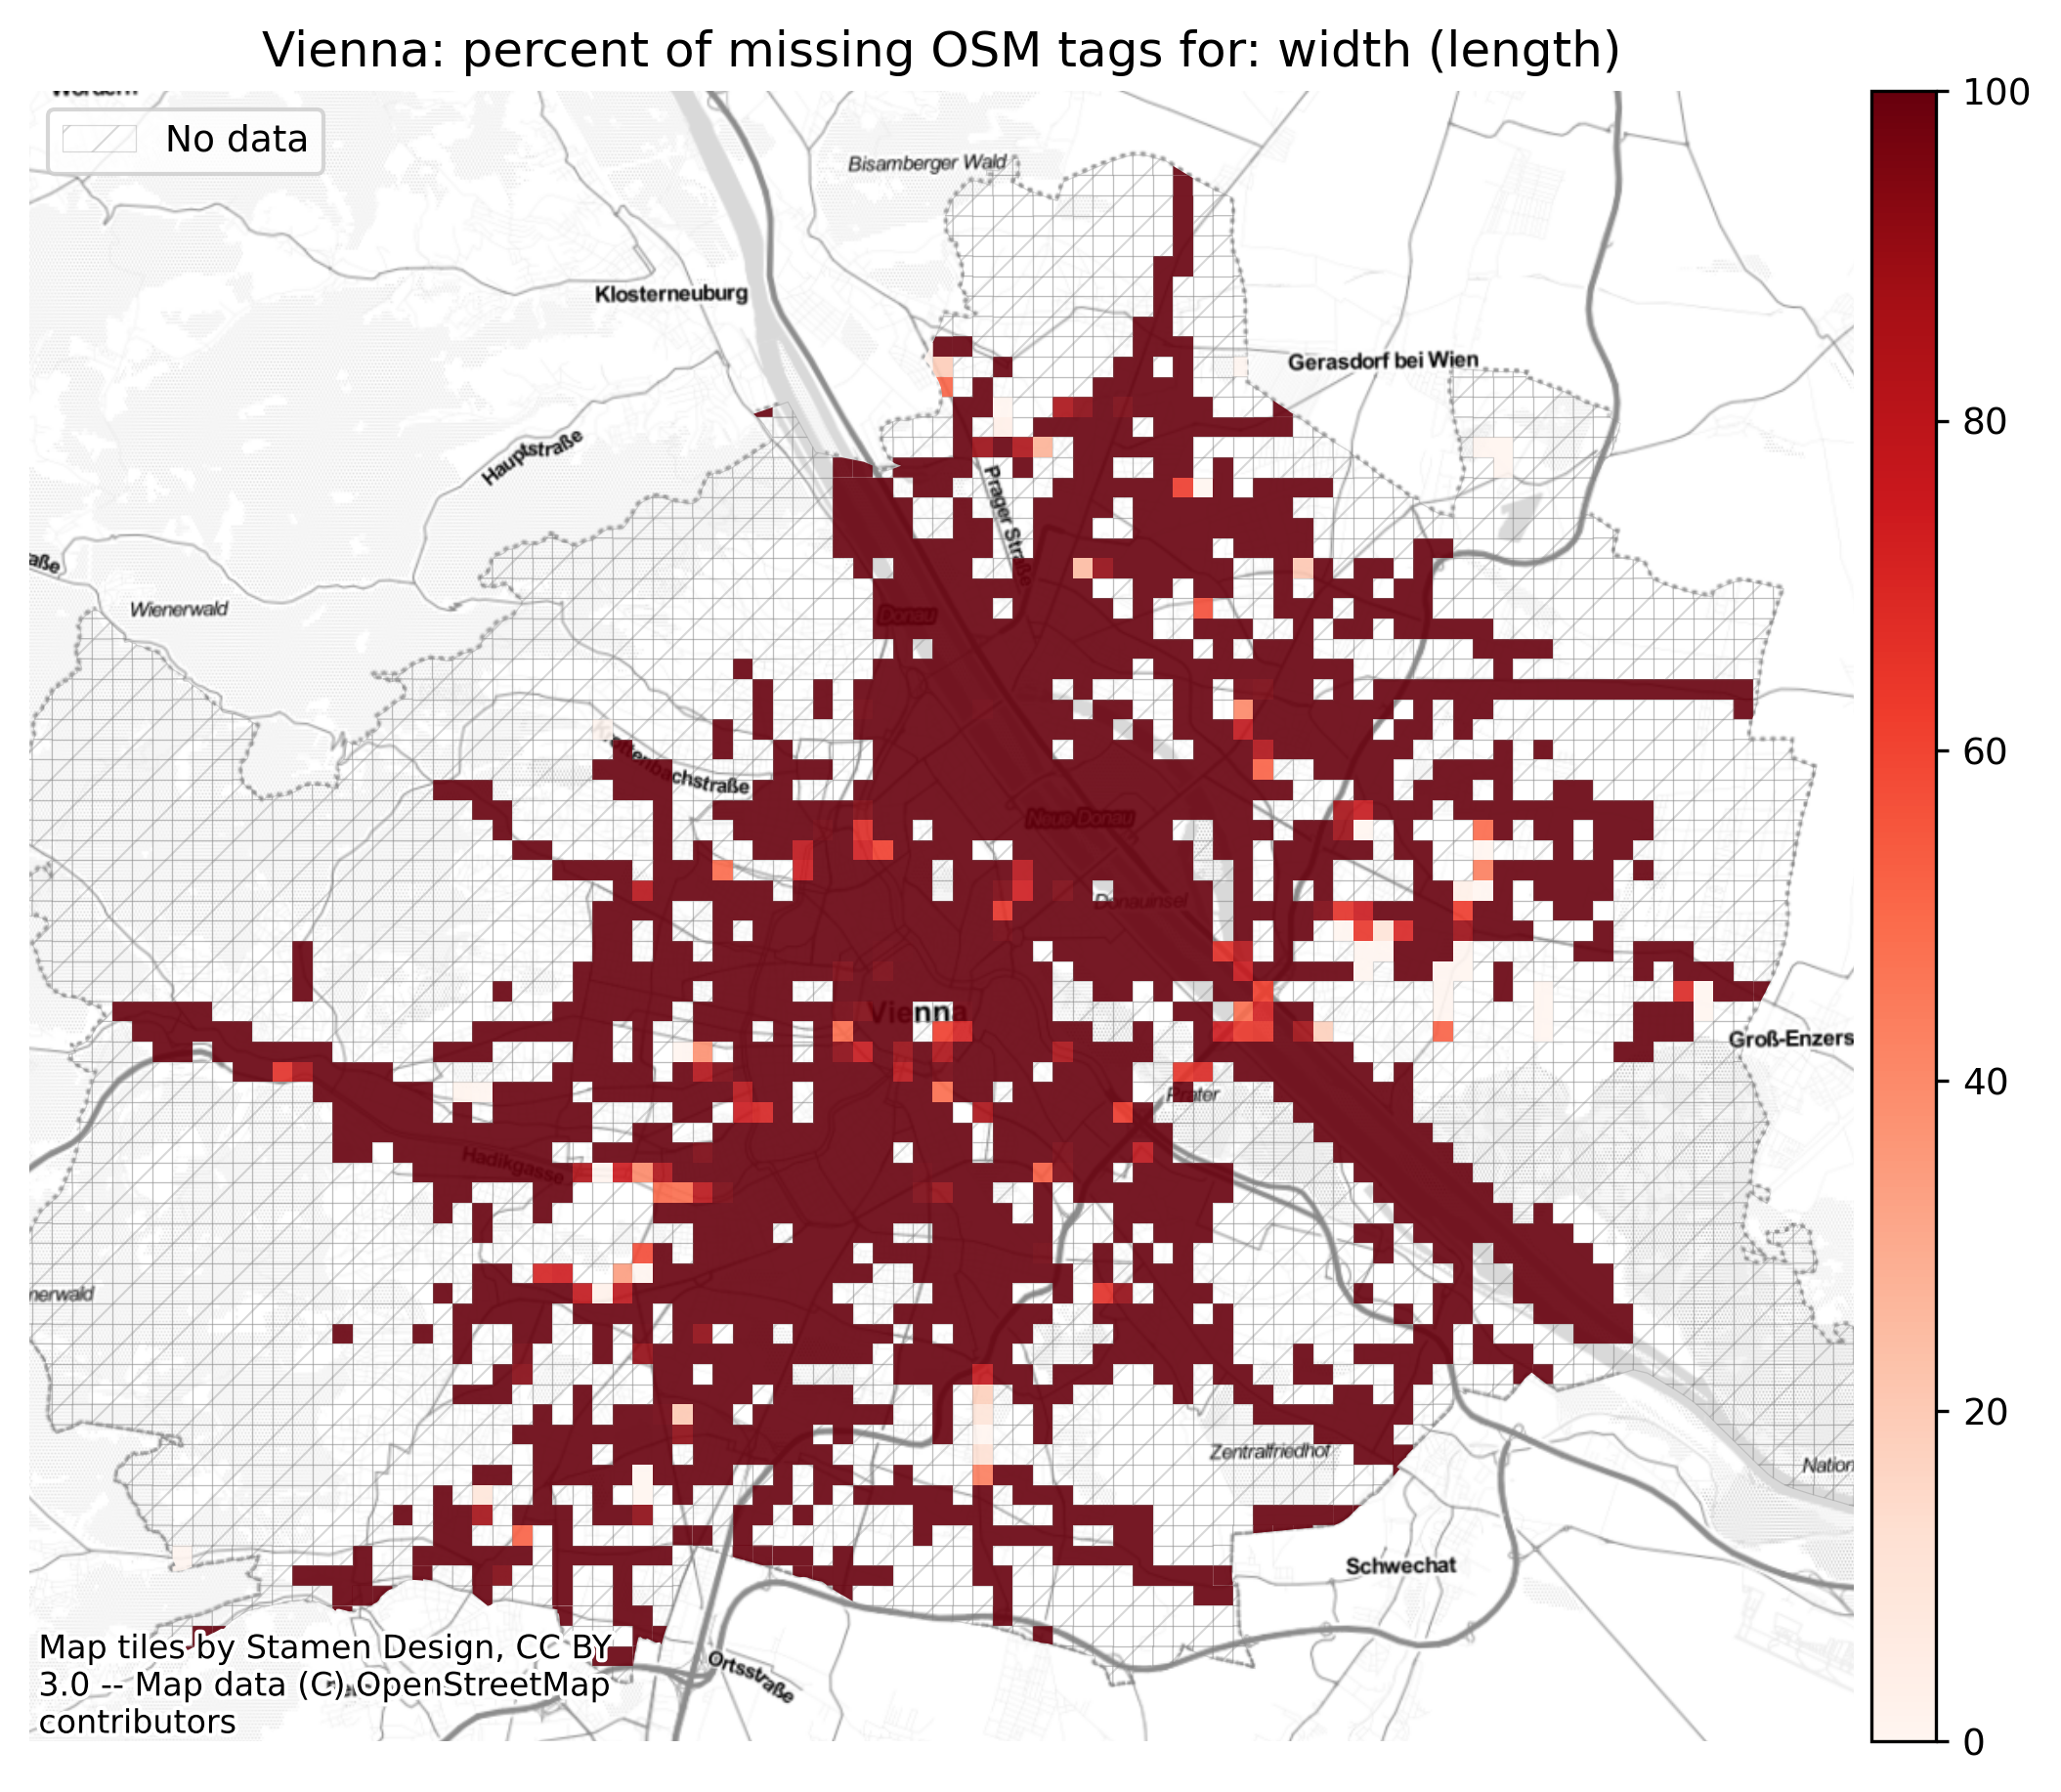 Vienna: percent of missing OSM tags for: width (length)
No data
Bisamberger Wald
Klosterneuburg
Gerasdorf bei Wien
Hauptstraße
Prager Straße
aße
Wienerwald
Donau
Neue Donau
Donauinsel
Vienna
Groß-Enzers
Prater
Hadikgasse
nerwald
Zentralfriedhof
Nation
Schwechat
Ortsstraße
Map tiles by Stamen Design, CC BY
3.0 -- Map data (C) OpenStreetMap
contributors
100
80
60
40
20
0